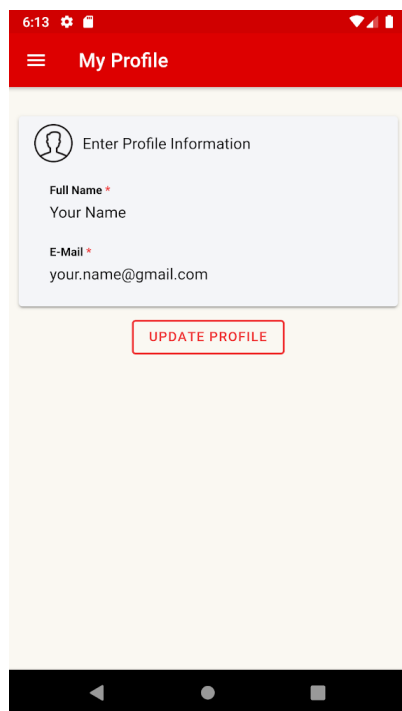 6:13
My Profile
Enter Profile Information
Full Name *
Your Name
E-Mail *
your.name@gmail.com
UPDATE PROFILE